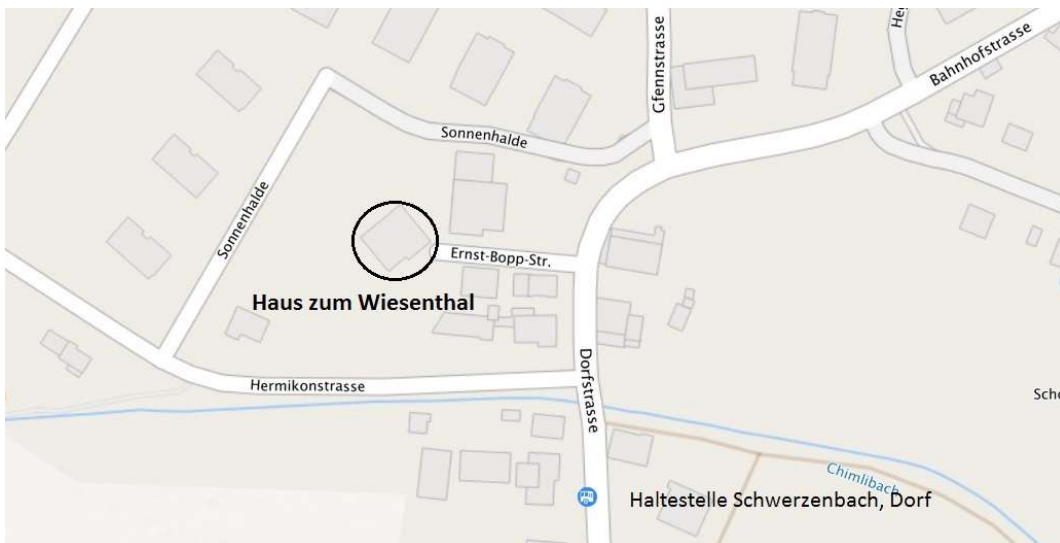 Gfennstrasse
Bahnhofstrasse
Sonnenhalde
Sonnenhalde
Ernst-Bopp-Str.
Haus zum Wiesenthal
Hermikonstrasse
Dorfstrasse
Chimlibach
Haltestelle Schwerzenbach, Dorf